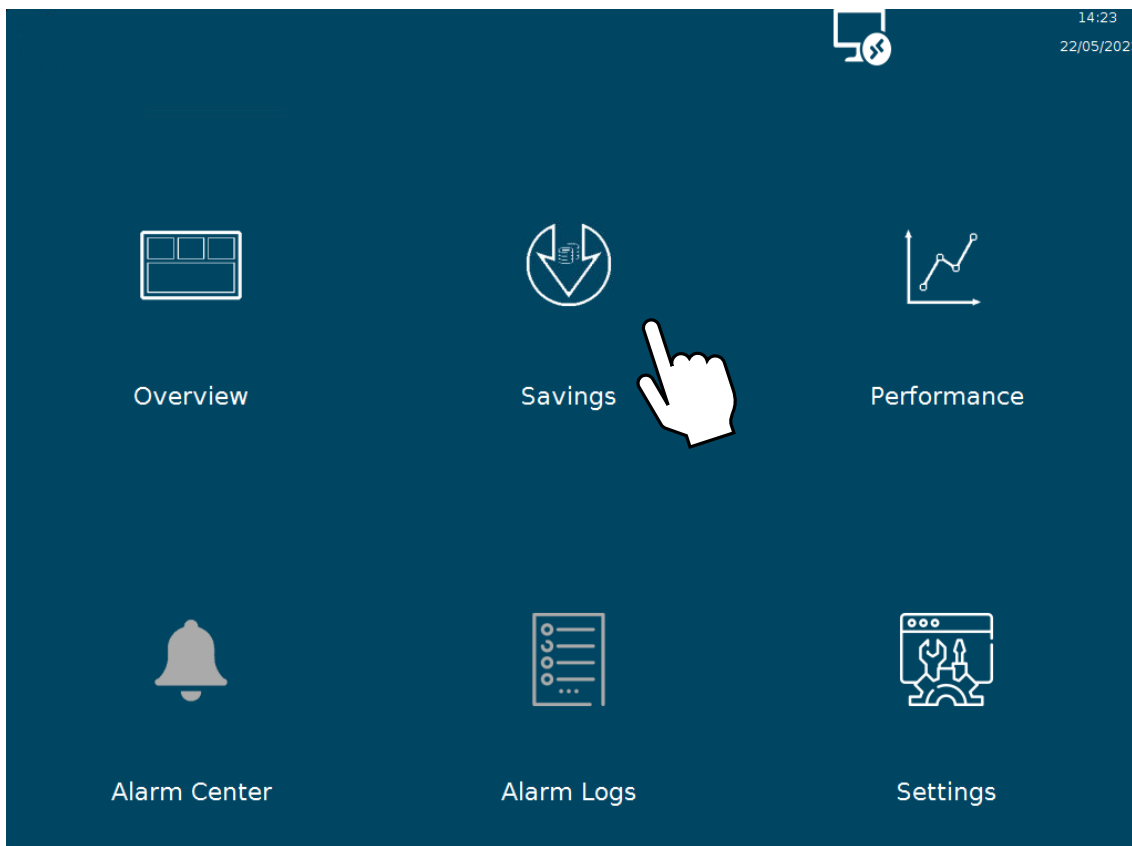 14:23
22/05/202
Overview
Savings
Performance
Alarm Center
Alarm Logs
Settings